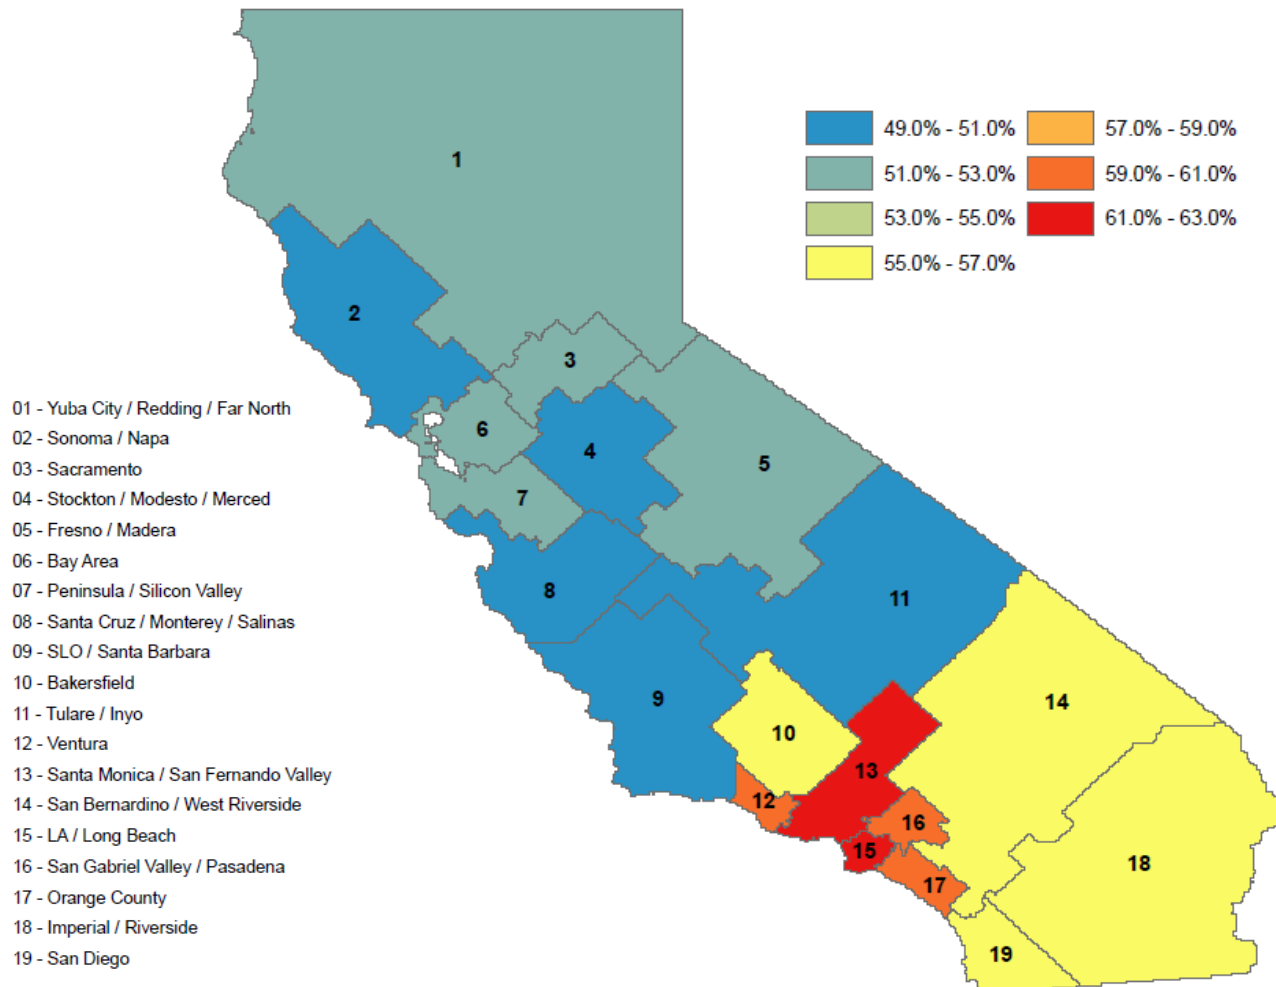 1
49.0% - 51.0%
57.0% - 59.0%
51.0% - 53.0%
59.0% - 61.0%
53.0% - 55.0%
61.0% - 63.0%
55.0% - 57.0%
2
3
4
5
6
7
8
9
10
11
12
13
14
15
16
17
18
19
01 - Yuba City / Redding / Far North
02 - Sonoma / Napa
03 - Sacramento
04 - Stockton / Modesto / Merced
05 - Fresno / Madera
06 - Bay Area
07 - Peninsula / Silicon Valley
08 - Santa Cruz / Monterey / Salinas
09 - SLO / Santa Barbara
10 - Bakersfield
11 - Tulare / Inyo
12 - Ventura
13 - Santa Monica / San Fernando Valley
14 - San Bernardino / West Riverside
15 - LA / Long Beach
16 - San Gabriel Valley / Pasadena
17 - Orange County
18 - Imperial / Riverside
19 - San Diego